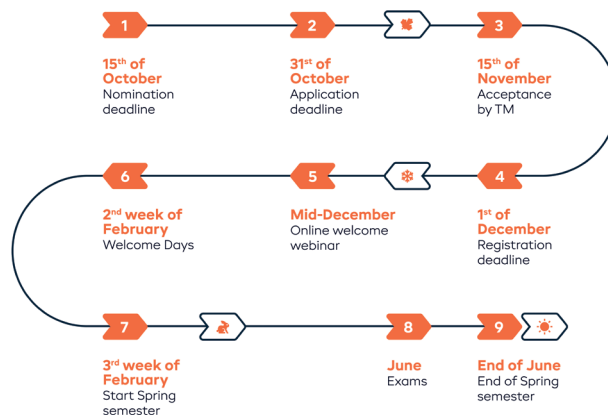 1
2
3
15th of
October
Nomination
deadline
31st of
October
Application
deadline
15th of
November
Acceptance
by TM
6
5
4
2nd week of
February
Welcome Days
Mid-December
Online welcome
webinar
1st of
December
Registration
deadline
7
8
9
3rd week of
February
Start Spring
semester
June
Exams
End of June
End of Spring
semester